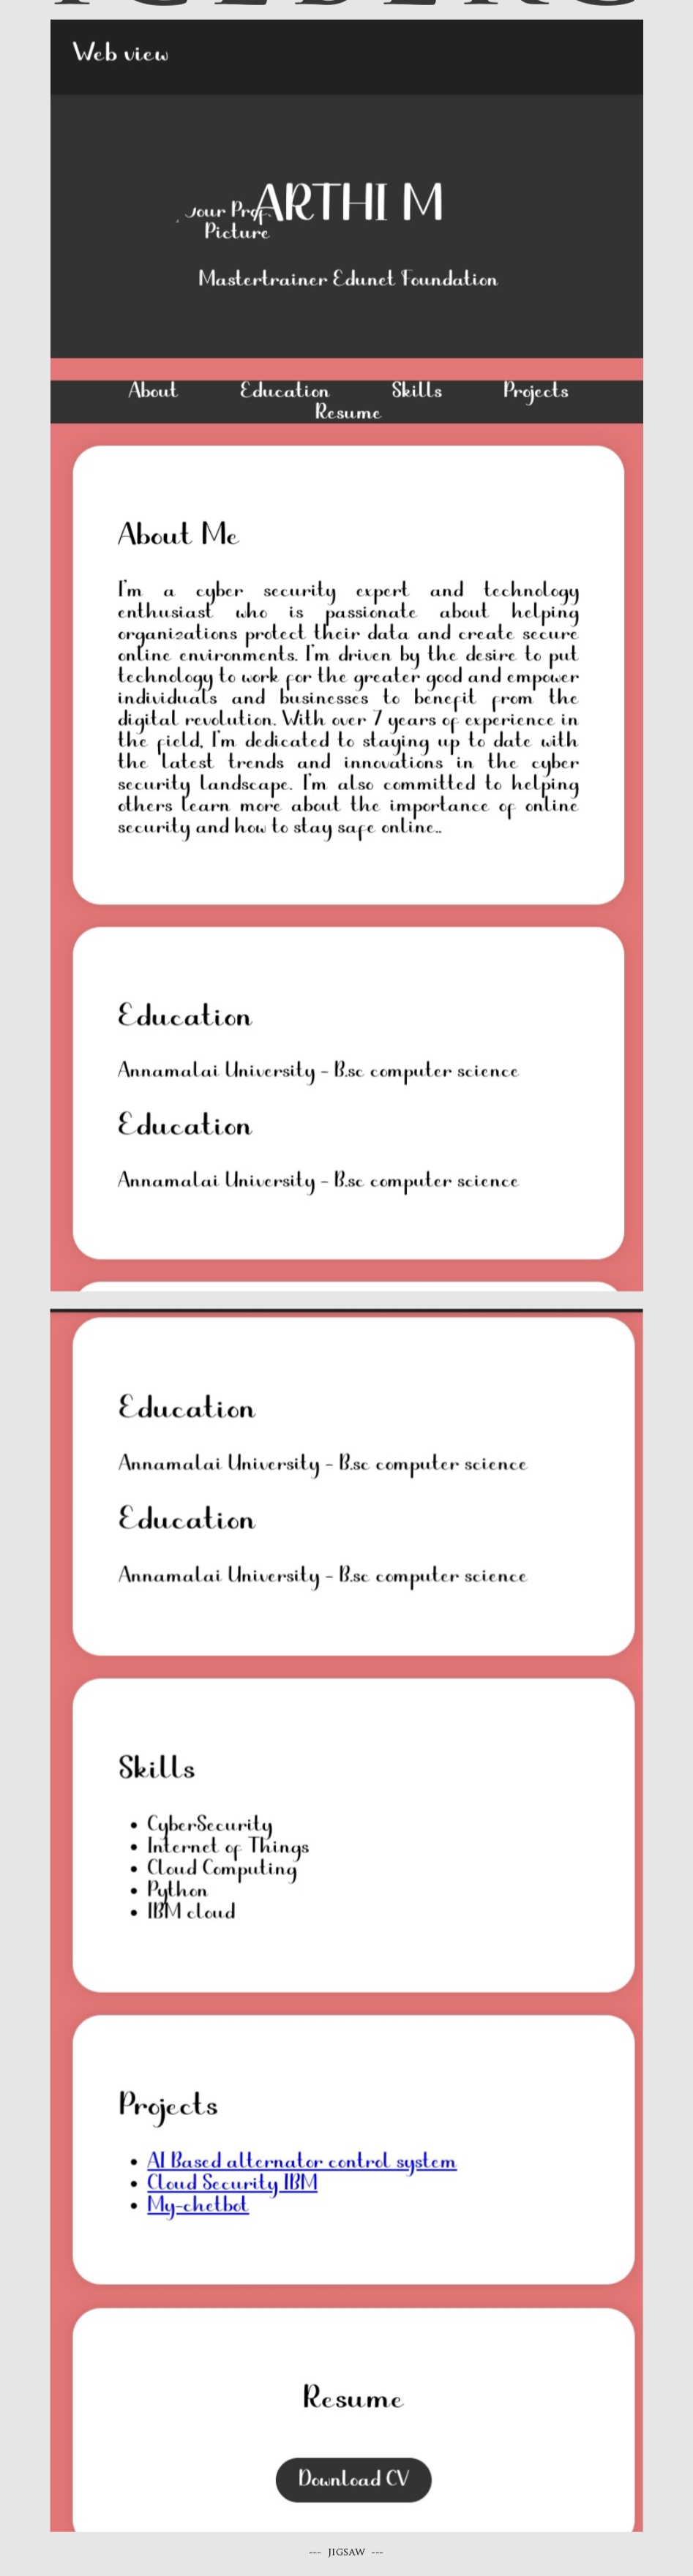 Web view
ARTHI M
Your Prof
Picture
Mastertrainer Edunet Foundation
About Education Skills Projects
Resume
About Me
I'm a cyber security expert and technology
enthusiast who is passionate about helping
organizations protect their data and create secure
online environments. I'm driven by the desire to put
technology to work for the greater good and empower
individuals and businesses to benefit from the
digital revolution. With over 7 years of experience in
the field, I'm dedicated to staying up to date with
the latest trends and innovations in the cyber
security landscape. I'm also committed to helping
others learn more about the importance of online
security and how to stay safe online..
Education
Annamalai University - B.sc computer science
Education
Annamalai University - B.sc computer science
Education
Annamalai University - B.sc computer science
Education
Annamalai University - B.sc computer science
Skills
• CyberSecurity
• Internet of Things
• Cloud Computing
• Python
• IBM cloud
Projects
• AI Based alternator control system
• Cloud Security IBM
• My-chetbot
Resume
Download CV
--- JIGSAW ---